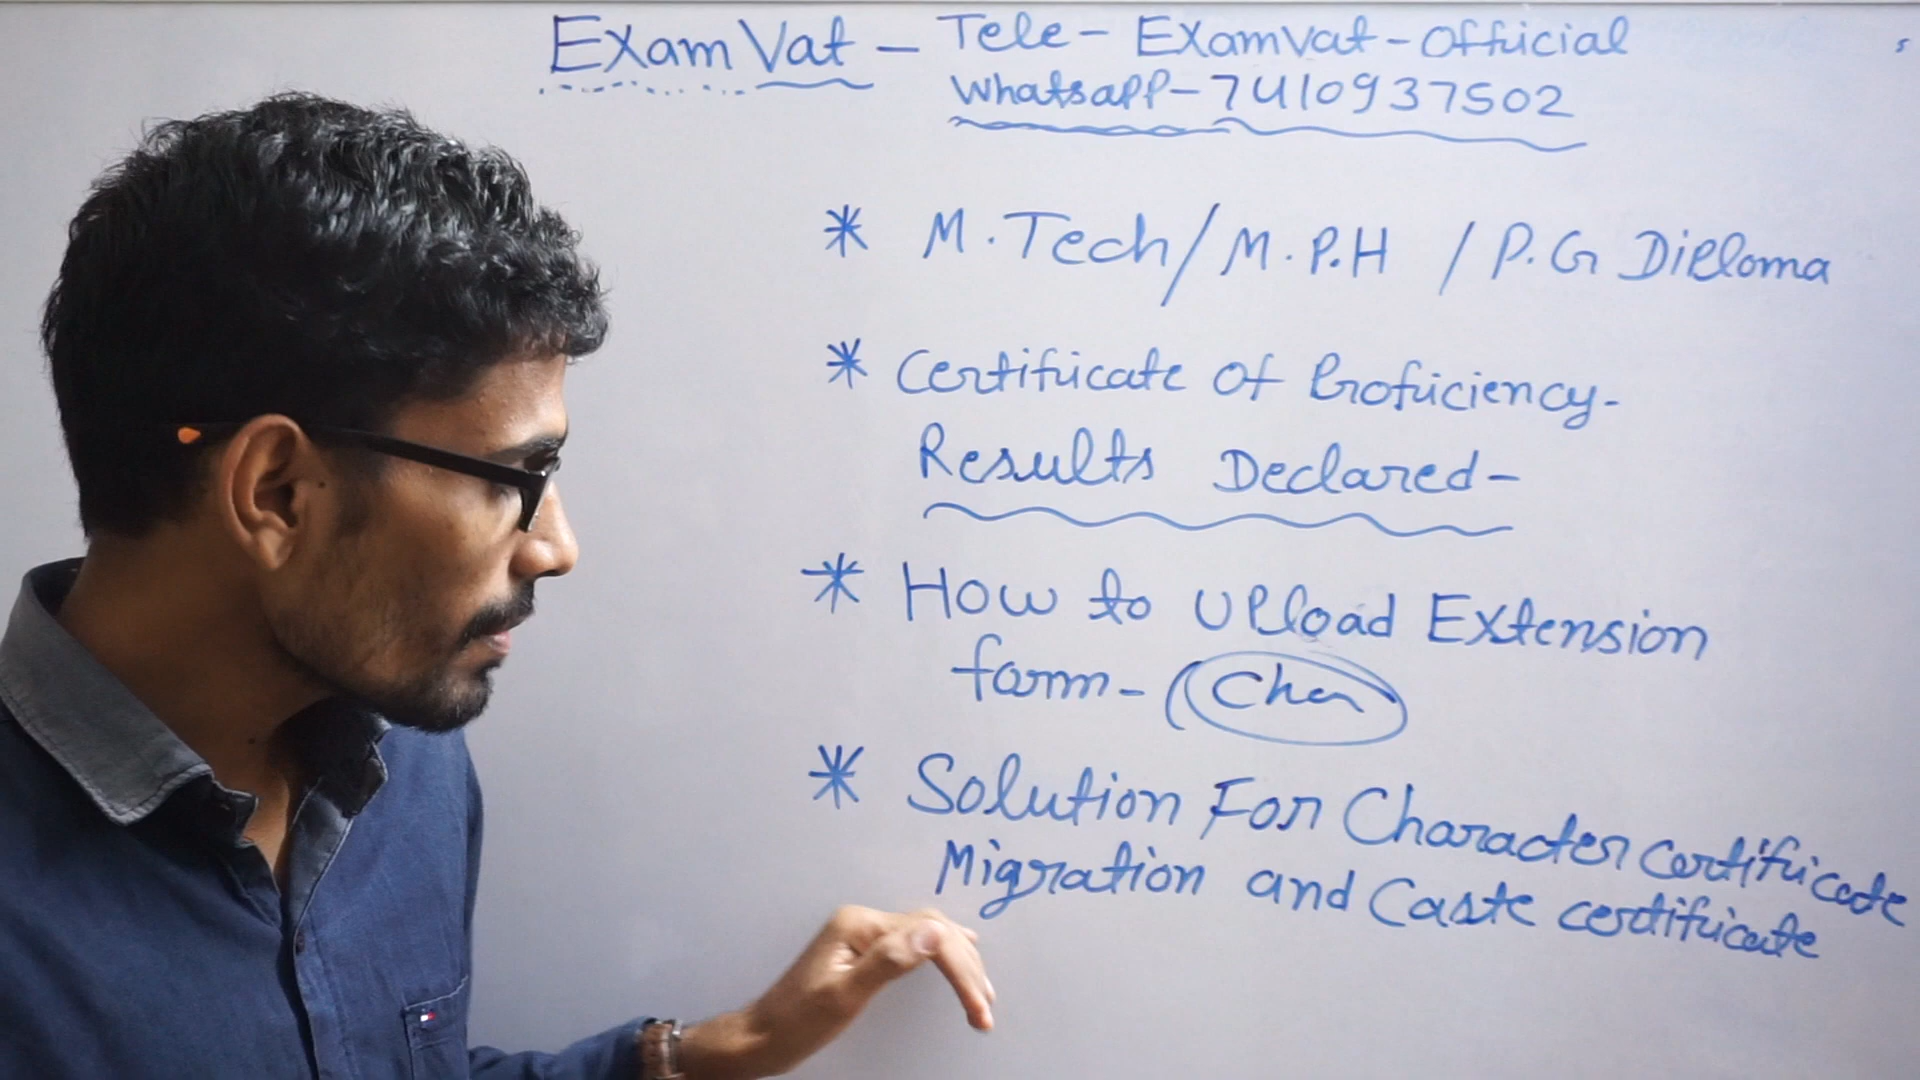 ExamVat - Tele - ExamVat - Official
Whatsapp - 7410937502
* M.Tech / M.P.H / P.G Diploma
* Certificate of Proficiency -
Results Declared -
* How to Upload Extension
form - (Cha
* Solution For Character Certificate
Migration and Caste certificate